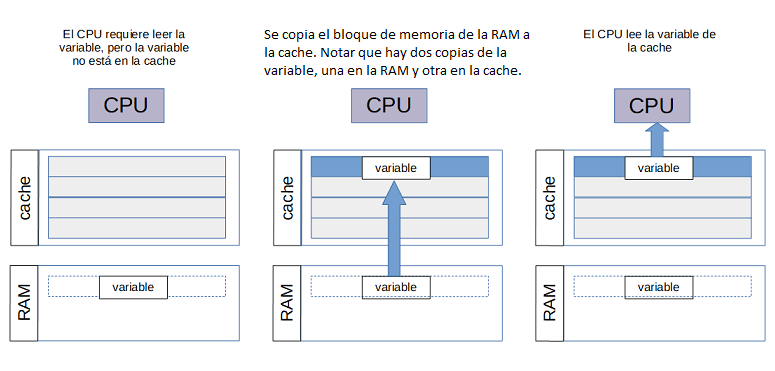 El CPU requiere leer la
variable, pero la variable
no está en la cache
CPU
cache
RAM
variable
Se copia el bloque de memoria de la RAM a
la cache. Notar que hay dos copias de la
variable, una en la RAM y otra en la cache.
CPU
cache
variable
RAM
variable
El CPU lee la variable de
la cache
CPU
cache
variable
RAM
variable